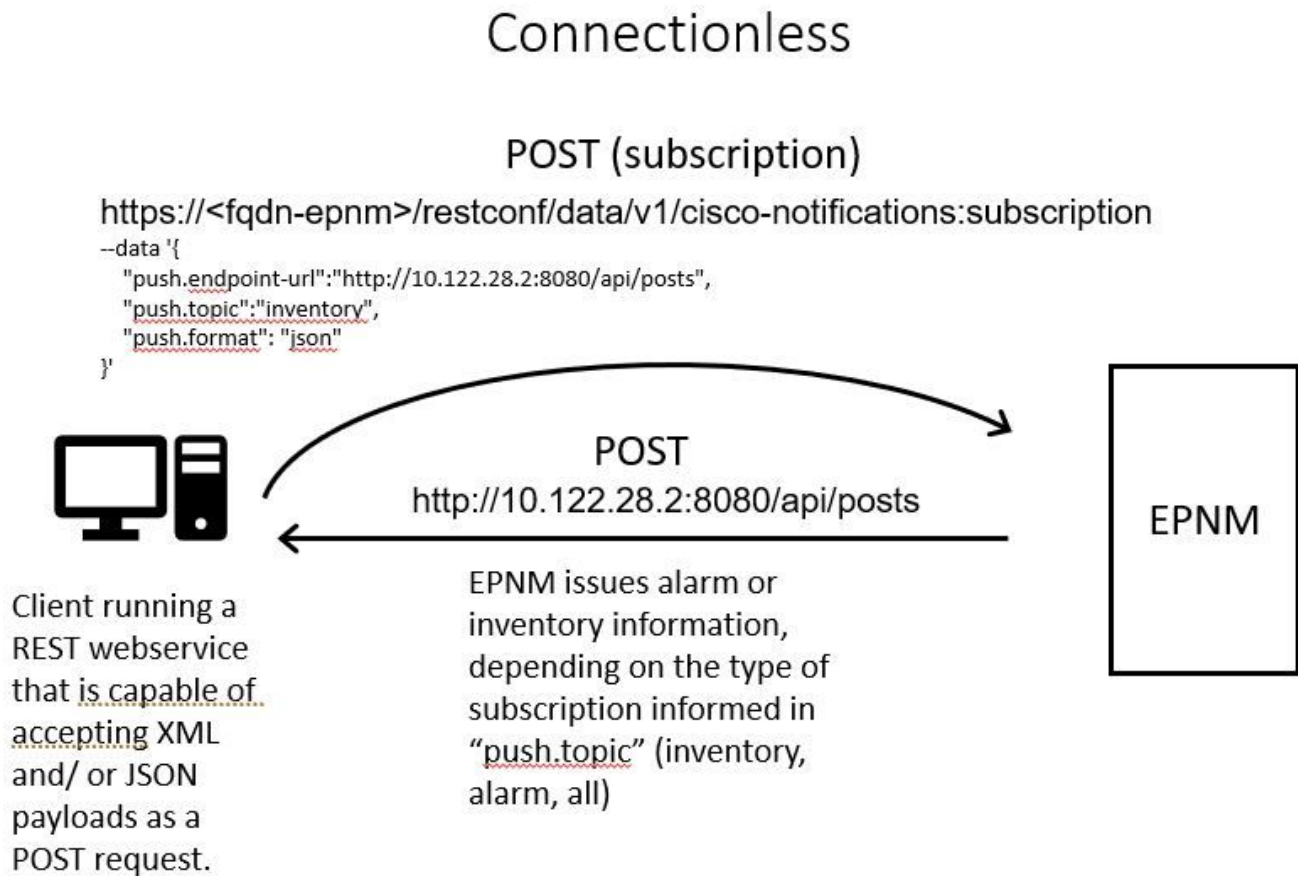 Connectionless
POST (subscription)
https://<fqdn-epnm>/restconf/data/v1/cisco-notifications:subscription
--data '{
"push.endpoint-url":"http://10.122.28.2:8080/api/posts",
"push.topic":"inventory",
"push.format": "json"
}'
POST
http://10.122.28.2:8080/api/posts
EPNM
Client running a
REST webservice
that is capable of
accepting XML
and/ or JSON
payloads as a
POST request.
EPNM issues alarm or
inventory information,
depending on the type of
subscription informed in
“push.topic” (inventory,
alarm, all)